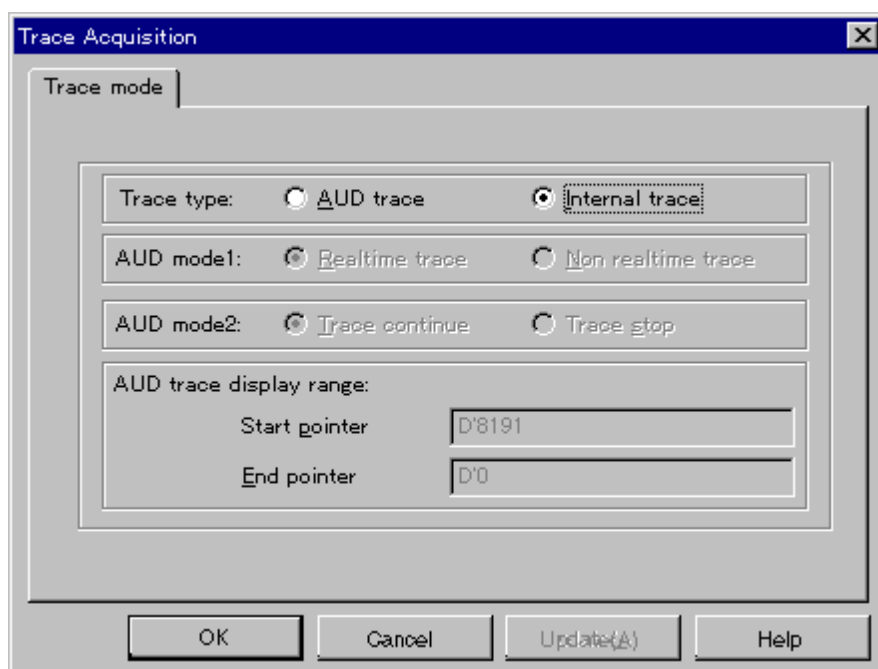 Trace Acquisition
Trace mode
Trace type: AUD trace Internal trace
AUD mode1: Realtime trace Non realtime trace
AUD mode2: Trace continue Trace stop
AUD trace display range:
Start pointer D'8191
End pointer D'0
OK Cancel Update(A) Help